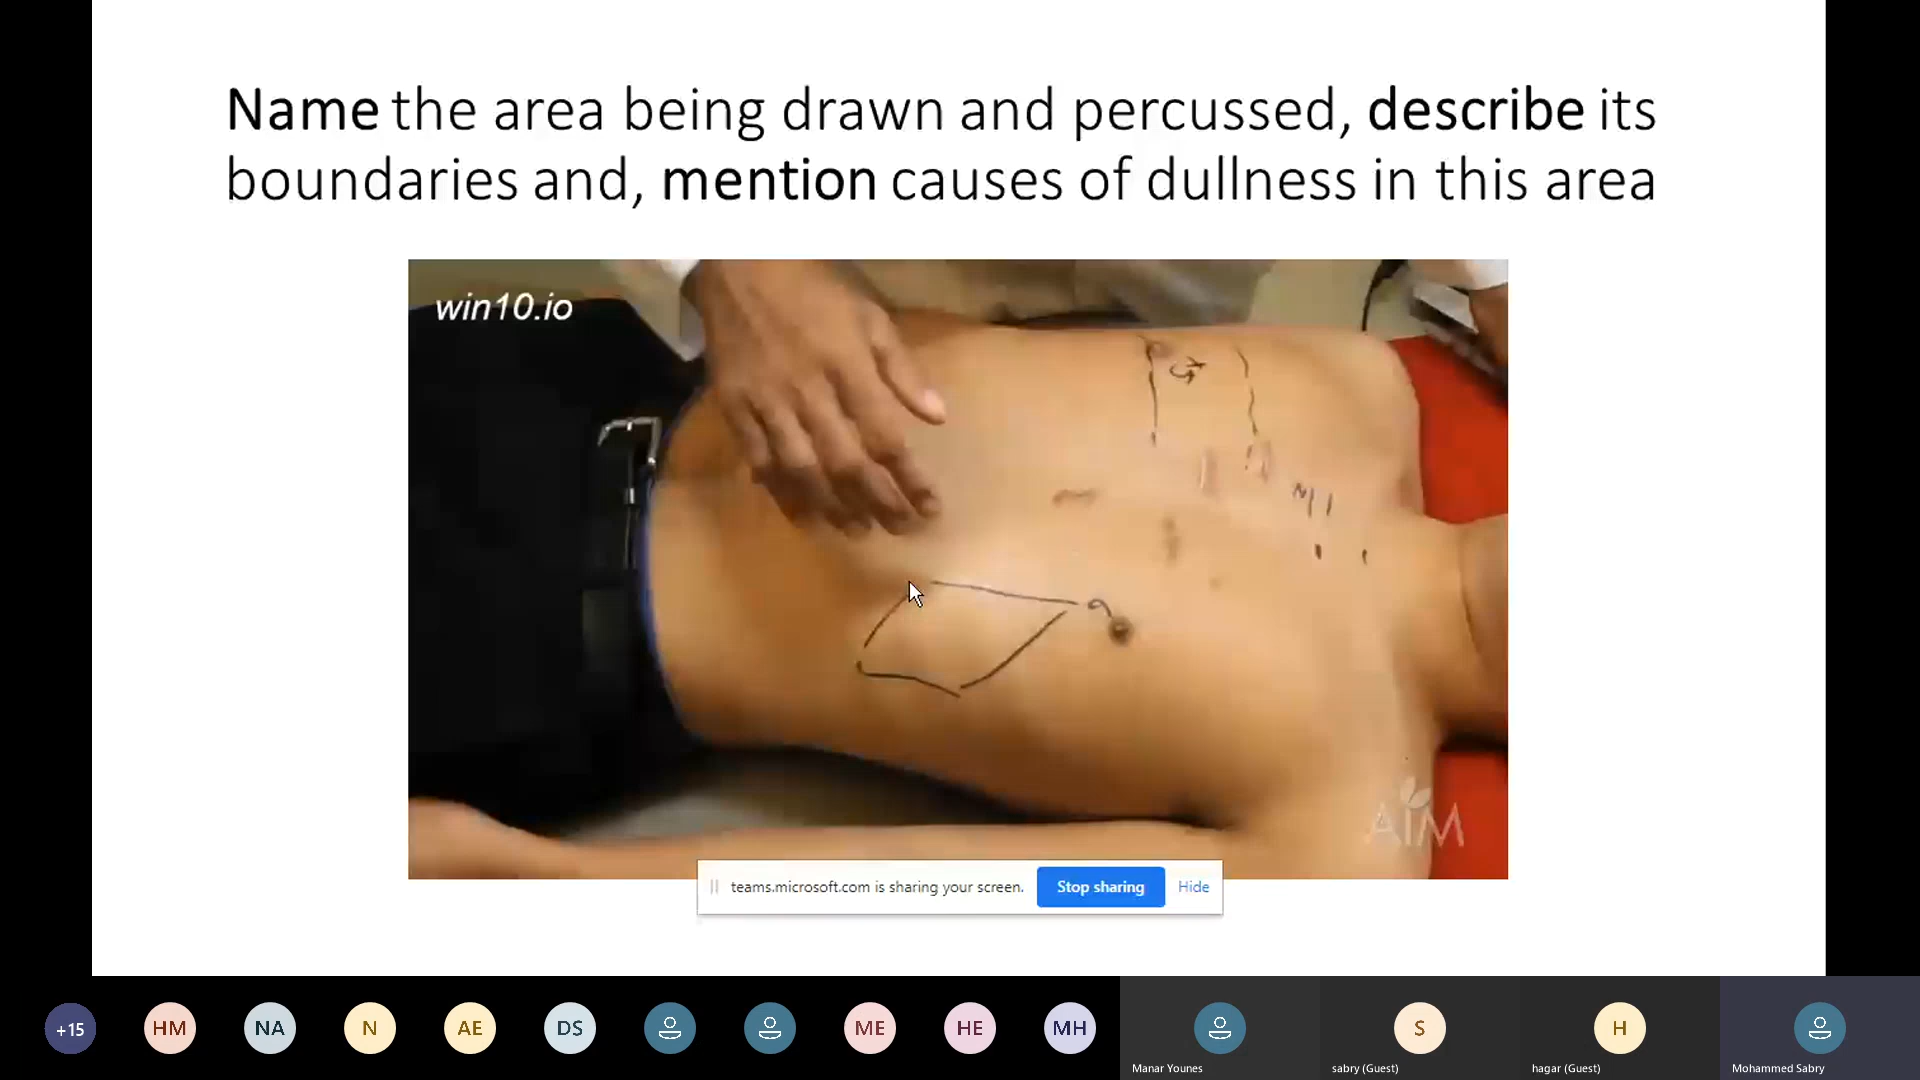 Name the area being drawn and percussed, describe its
boundaries and, mention causes of dullness in this area
win10.io
AIM
teams.microsoft.com is sharing your screen.
Stop sharing
Hide
+15
HM
NA
N
AE
DS
ME
HE
MH
Manar Younes
S
sabry (Guest)
H
hagar (Guest)
Mohammed Sabry